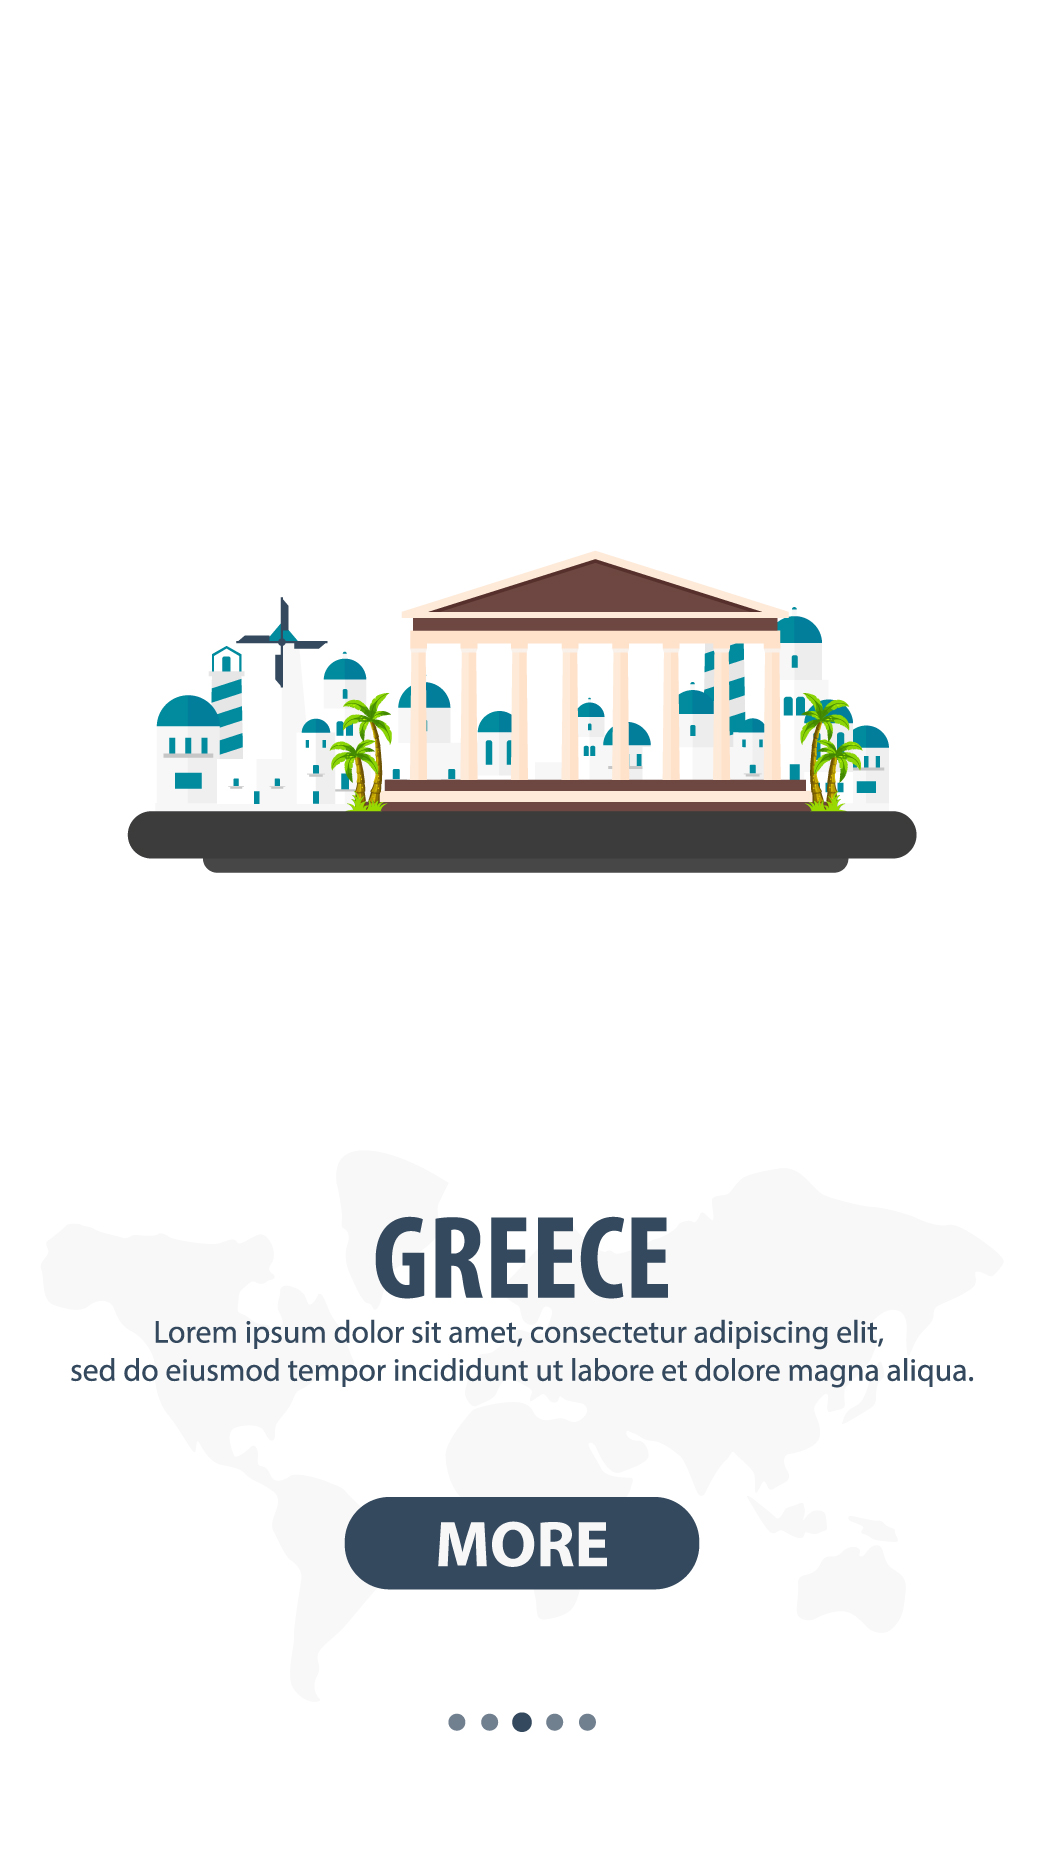 GREECE
Lorem ipsum dolor sit amet, consectetur adipiscing elit,
sed do eiusmod tempor incididunt ut labore et dolore magna aliqua.
MORE